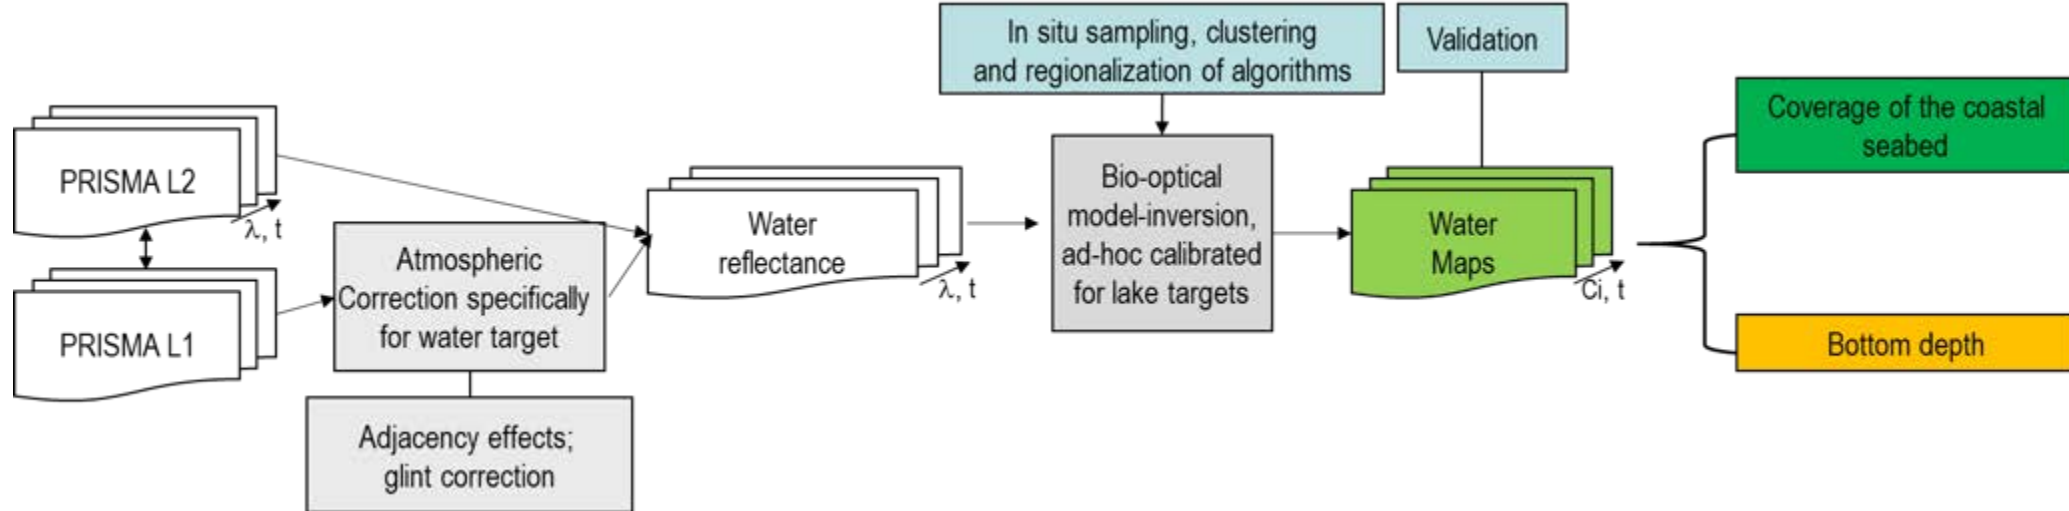 PRISMA L2
λ, t
PRISMA L1
Atmospheric
Correction specifically
for water target
Adjacency effects;
glint correction
Water
reflectance
λ, t
In situ sampling, clustering
and regionalization of algorithms
Bio-optical
model-inversion,
ad-hoc calibrated
for lake targets
Validation
Water
Maps
Ci, t
Coverage of the coastal
seabed
Bottom depth